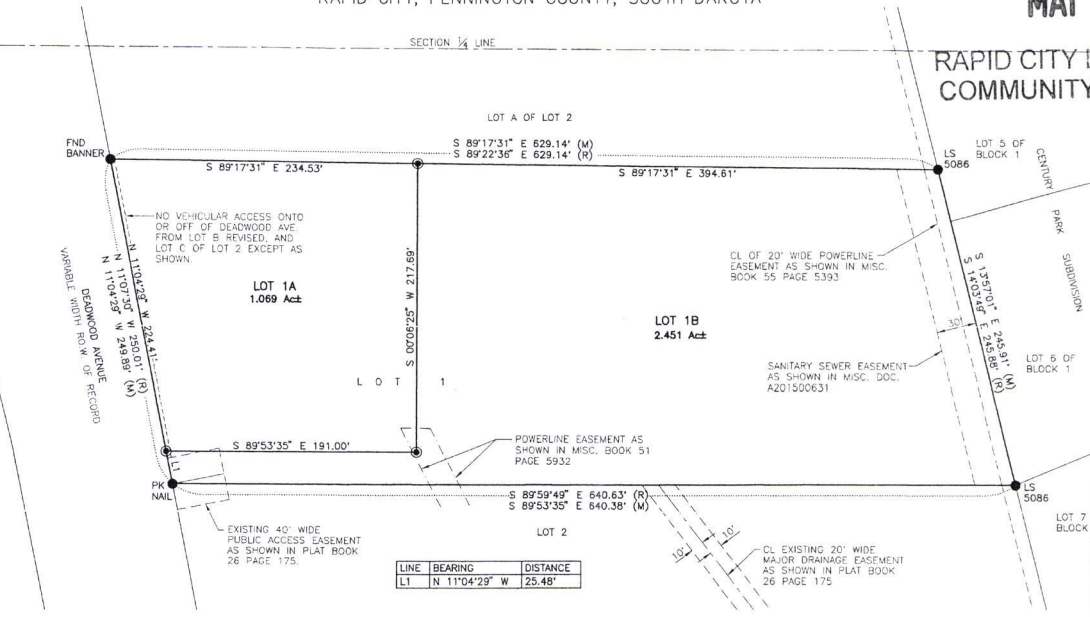 RAPID CITY, PENNINGTON COUNTY, SOUTH DAKOTA
MAY
SECTION ¼ LINE
RAPID CITY
COMMUNITY
LOT A OF LOT 2
FND
BANNER
S 89°17'31" E 629.14' (M)
S 89°22'36" E 629.14' (R)
S 89°17'31" E 234.53'
S 89°17'31" E 394.61'
LS
5086
LOT 5 OF
BLOCK 1
CENTURY
PARK
SUBDIVISION
NO VEHICULAR ACCESS ONTO
OR OFF OF DEADWOOD AVE.
FROM LOT B REVISED, AND
LOT C OF LOT 2 EXCEPT AS
SHOWN.
LOT 1A
1.069 Ac±
S 00°06'25" W 217.69'
CL OF 20' WIDE POWERLINE
EASEMENT AS SHOWN IN MISC.
BOOK 55 PAGE 5393
LOT 1B
2.451 Ac±
N 11°04'29" W 224.41'
N 11°07'30" W 250.01' (R)
N 11°04'29" W 249.89' (M)
DEADWOOD AVENUE
VARIABLE WIDTH R.O.W. OF RECORD
S 13°57'01" E 245.91' (M)
S 14°03'49" E 245.88' (R)
30'
SANITARY SEWER EASEMENT
AS SHOWN IN MISC. DOC.
A201500631
LOT 6 OF
BLOCK 1
LOT 1
S 89°53'35" E 191.00'
POWERLINE EASEMENT AS
SHOWN IN MISC. BOOK 51
PAGE 5932
L1
PK
NAIL
S 89°59'49" E 640.63' (R)
S 89°53'35" E 640.38' (M)
LS
5086
LOT 7
BLOCK
EXISTING 40' WIDE
PUBLIC ACCESS EASEMENT
AS SHOWN IN PLAT BOOK
26 PAGE 175.
LOT 2
10'
10'
CL EXISTING 20' WIDE
MAJOR DRAINAGE EASEMENT
AS SHOWN IN PLAT BOOK
26 PAGE 175
LINE BEARING DISTANCE
L1 N 11°04'29" W 25.48'